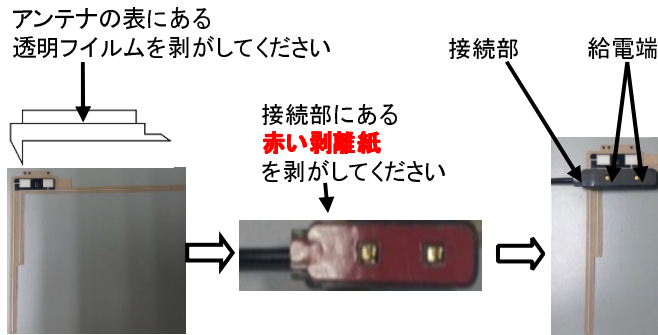 アンテナの表にある
透明フイルムを剥がしてください
接続部にある
赤い剥離紙
を剥がしてください
接続部
給電端